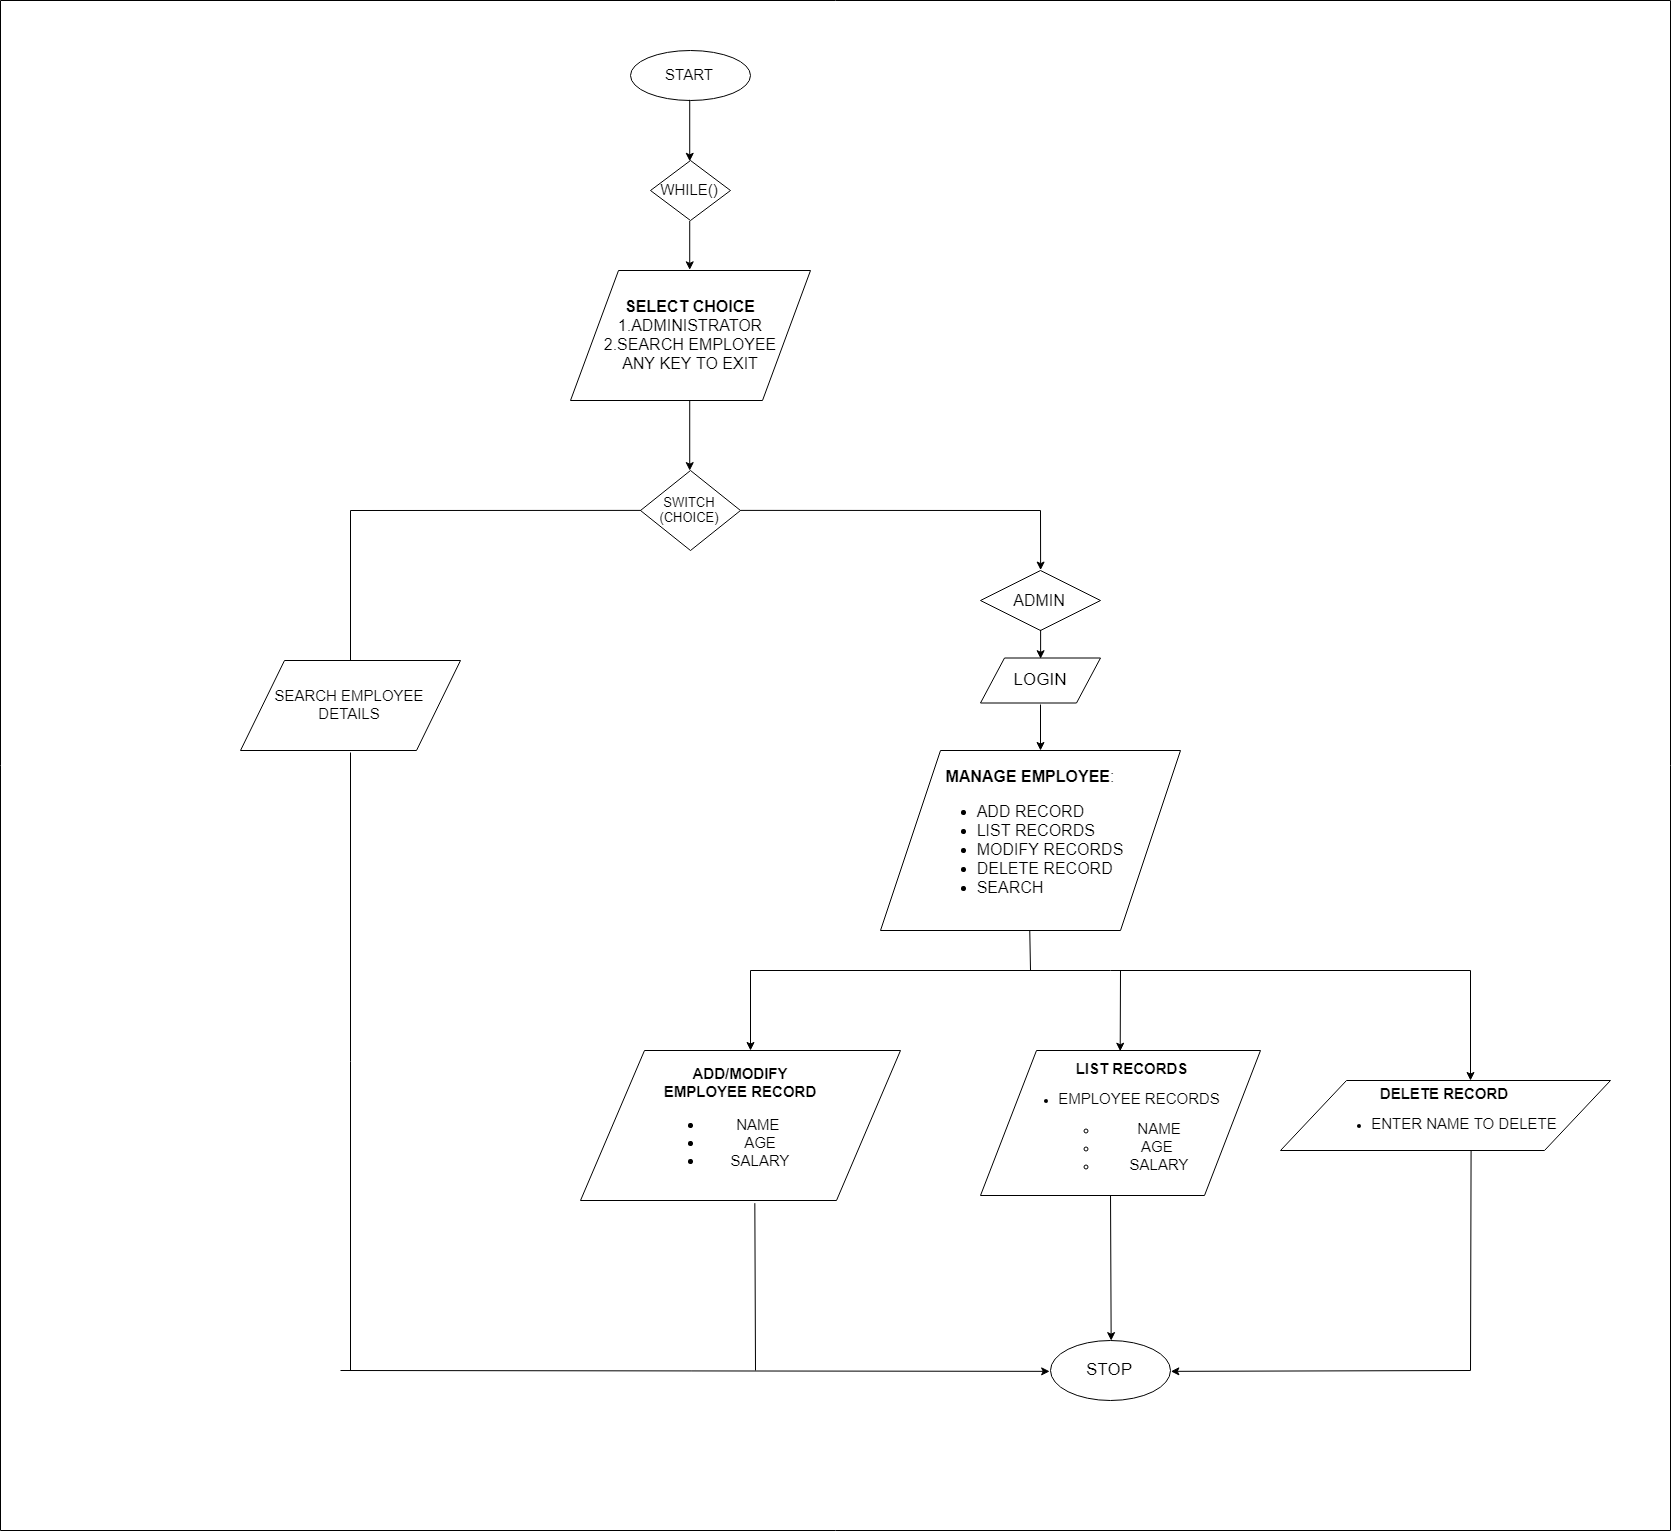 START
WHILE()
SELECT CHOICE
1.ADMINISTRATOR
2.SEARCH EMPLOYEE
ANY KEY TO EXIT
SWITCH
(CHOICE)
ADMIN
LOGIN
SEARCH EMPLOYEE
DETAILS
MANAGE EMPLOYEE:
• ADD RECORD
• LIST RECORDS
• MODIFY RECORDS
• DELETE RECORD
• SEARCH
ADD/MODIFY
EMPLOYEE RECORD
• NAME
• AGE
• SALARY
LIST RECORDS
• EMPLOYEE RECORDS
◦ NAME
◦ AGE
◦ SALARY
DELETE RECORD
• ENTER NAME TO DELETE
STOP